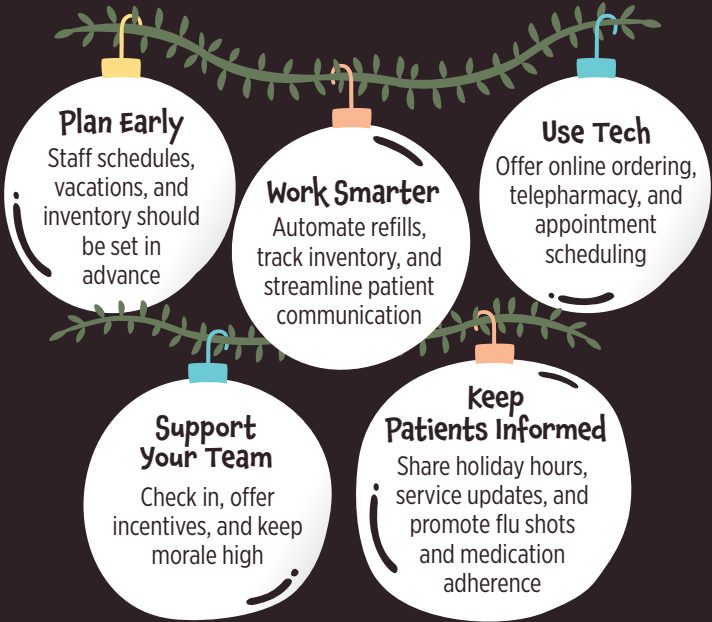 Plan Early
Staff schedules,
vacations, and
inventory should
be set in
advance
Work Smarter
Automate refills,
track inventory, and
streamline patient
communication
Use Tech
Offer online ordering,
telepharmacy, and
appointment
scheduling
Support
Your Team
Check in, offer
incentives, and keep
morale high
Keep
Patients Informed
Share holiday hours,
service updates, and
promote flu shots
and medication
adherence